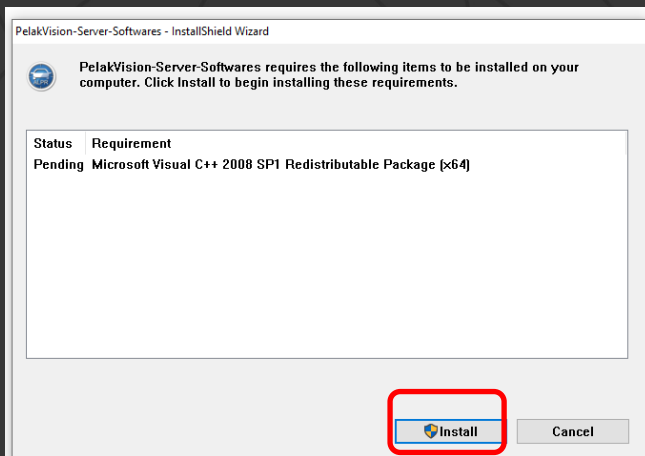 PelakVision-Server-Softwares - InstallShield Wizard
PelakVision-Server-Softwares requires the following items to be installed on your
computer. Click Install to begin installing these requirements.
Status Requirement
Pending Microsoft Visual C++ 2008 SP1 Redistributable Package (x64)
Install Cancel